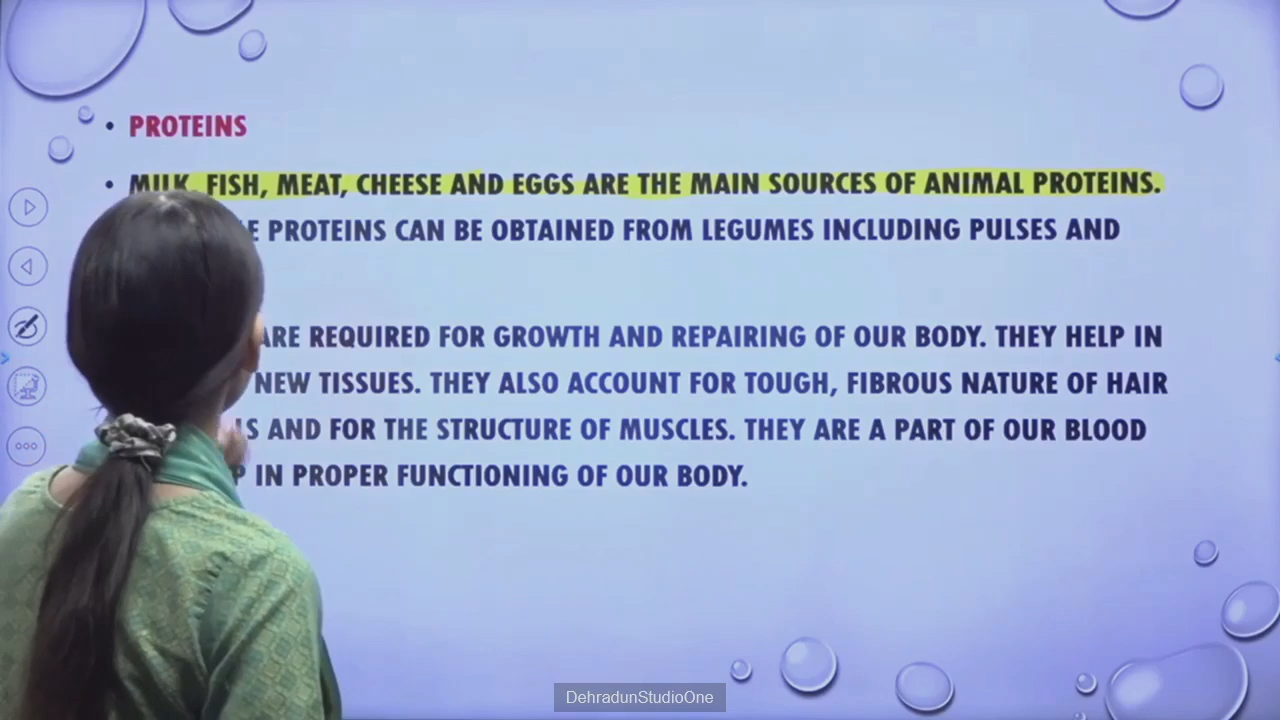 • PROTEINS
• MILK, FISH, MEAT, CHEESE AND EGGS ARE THE MAIN SOURCES OF ANIMAL PROTEINS.
PROTEINS CAN BE OBTAINED FROM LEGUMES INCLUDING PULSES AND
ARE REQUIRED FOR GROWTH AND REPAIRING OF OUR BODY. THEY HELP IN
NEW TISSUES. THEY ALSO ACCOUNT FOR TOUGH, FIBROUS NATURE OF HAIR
AND FOR THE STRUCTURE OF MUSCLES. THEY ARE A PART OF OUR BLOOD
IN PROPER FUNCTIONING OF OUR BODY.
DehradunStudioOne